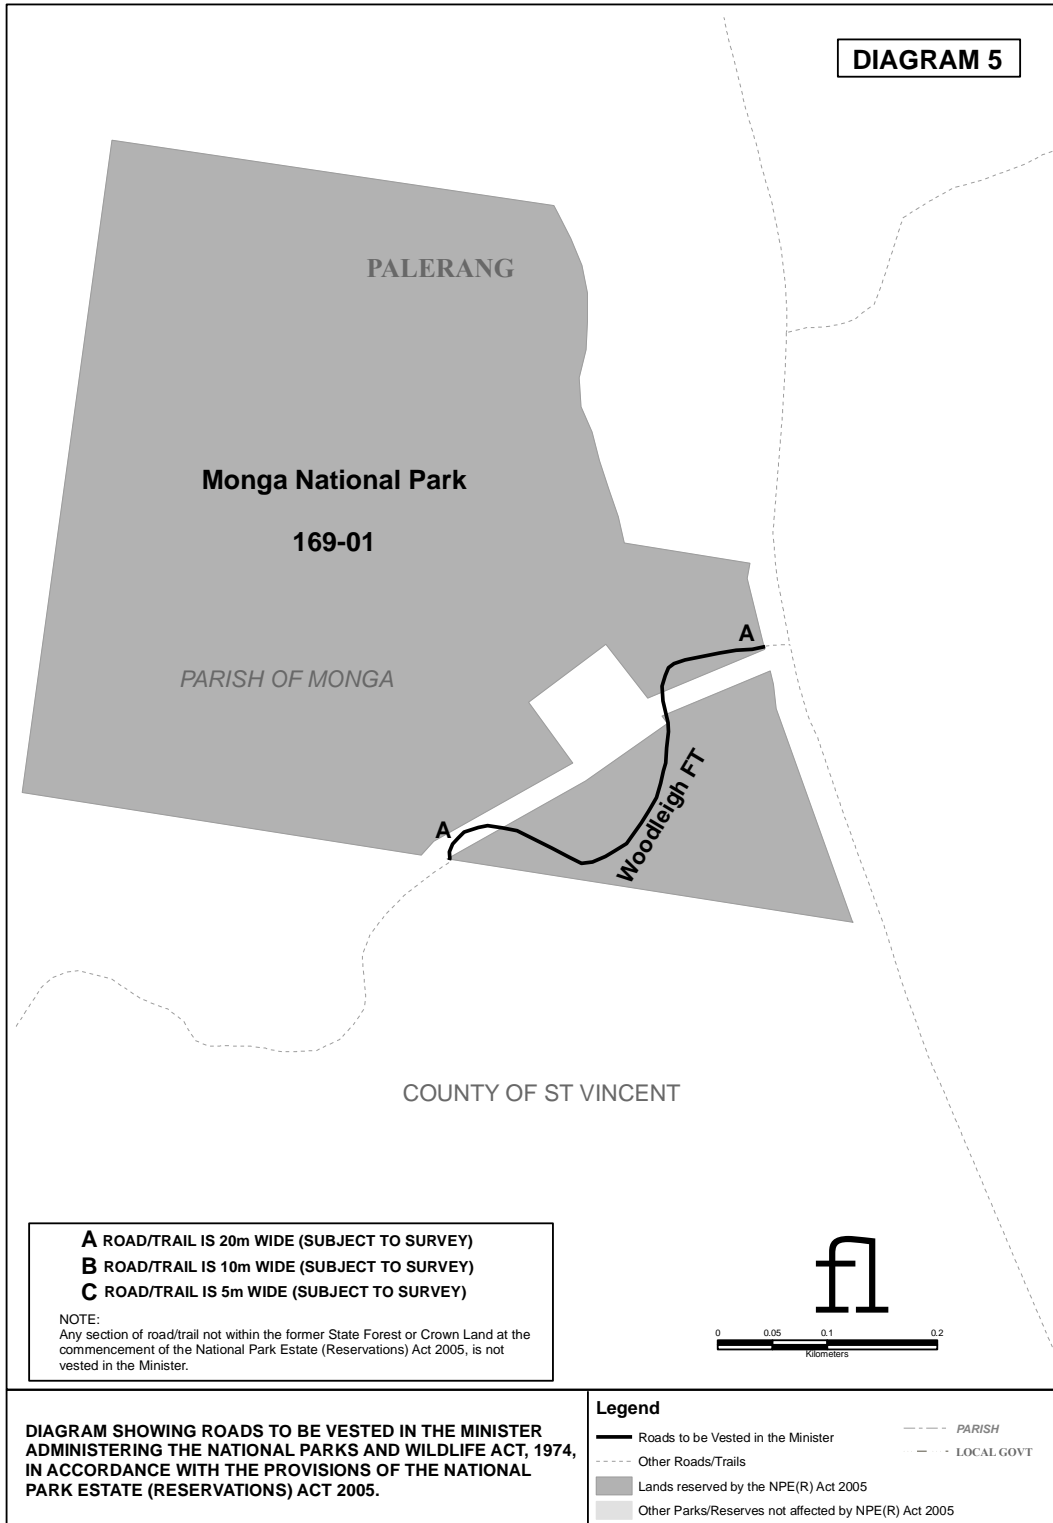 DIAGRAM 5
PALERANG
Monga National Park
169-01
A
PARISH OF MONGA
Woodleigh FT
A
COUNTY OF ST VINCENT
A ROAD/TRAIL IS 20m WIDE (SUBJECT TO SURVEY)
B ROAD/TRAIL IS 10m WIDE (SUBJECT TO SURVEY)
C ROAD/TRAIL IS 5m WIDE (SUBJECT TO SURVEY)
NOTE:
Any section of road/trail not within the former State Forest or Crown Land at the
commencement of the National Park Estate (Reservations) Act 2005, is not
vested in the Minister.
0 0.05 0.1 0.2
Kilometers
DIAGRAM SHOWING ROADS TO BE VESTED IN THE MINISTER
ADMINISTERING THE NATIONAL PARKS AND WILDLIFE ACT, 1974,
IN ACCORDANCE WITH THE PROVISIONS OF THE NATIONAL
PARK ESTATE (RESERVATIONS) ACT 2005.
Legend
Roads to be Vested in the Minister
Other Roads/Trails
Lands reserved by the NPE(R) Act 2005
Other Parks/Reserves not affected by NPE(R) Act 2005
PARISH
LOCAL GOVT